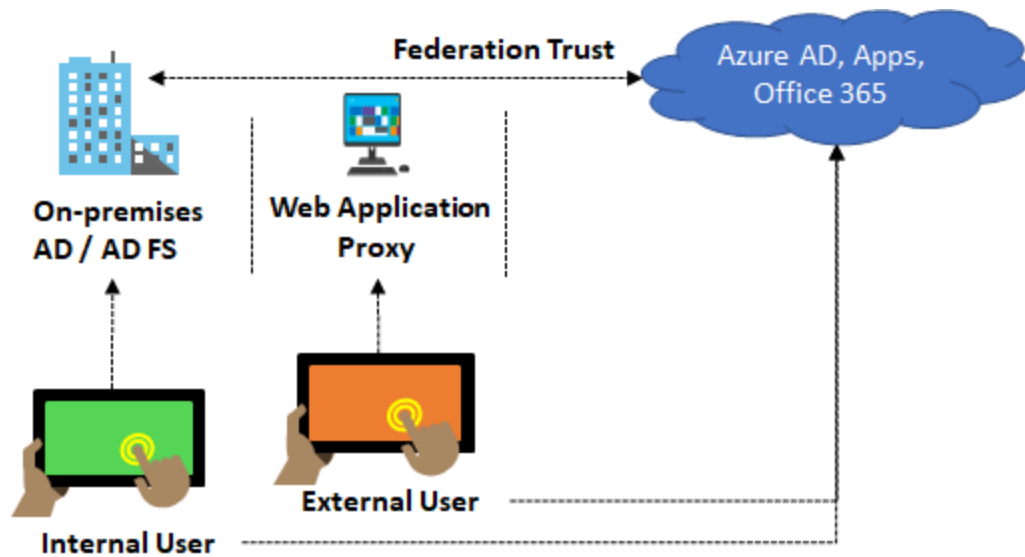 Federation Trust
Azure AD, Apps,
Office 365
On-premises
AD / AD FS
Web Application
Proxy
External User
Internal User